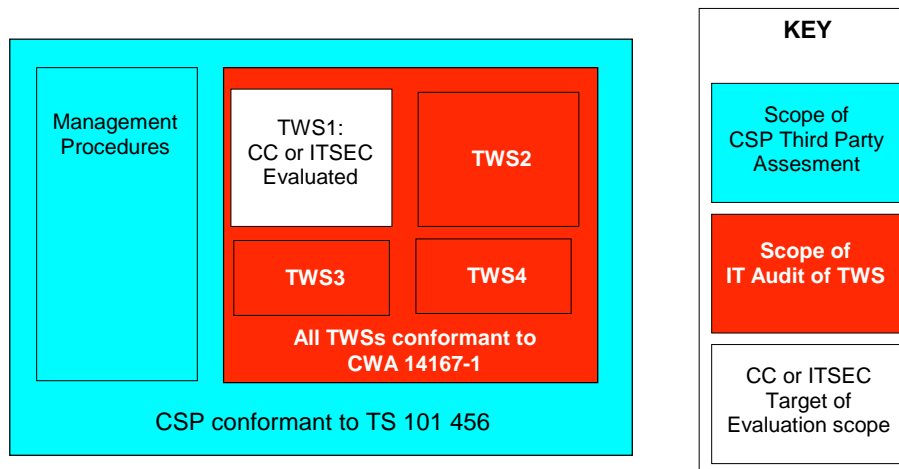 Management
Procedures
TWS1:
CC or ITSEC
Evaluated
TWS2
TWS3
TWS4
All TWSs conformant to
CWA 14167-1
CSP conformant to TS 101 456
KEY
Scope of
CSP Third Party
Assesment
Scope of
IT Audit of TWS
CC or ITSEC
Target of
Evaluation scope